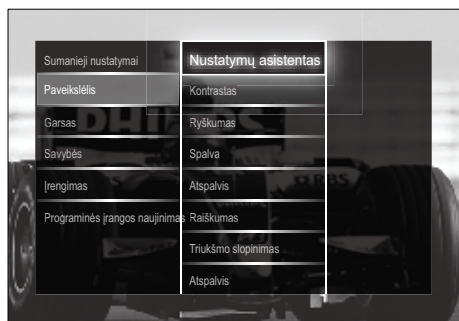 Sumanieji nustatymai
Paveikslėlis
Garsas
Savybės
Įrengimas
Programinės įrangos naujinimas
Nustatymų asistentas
Kontrastas
Ryškumas
Spalva
Atspalvis
Raiškumas
Triukšmo slopinimas
Atspalvis